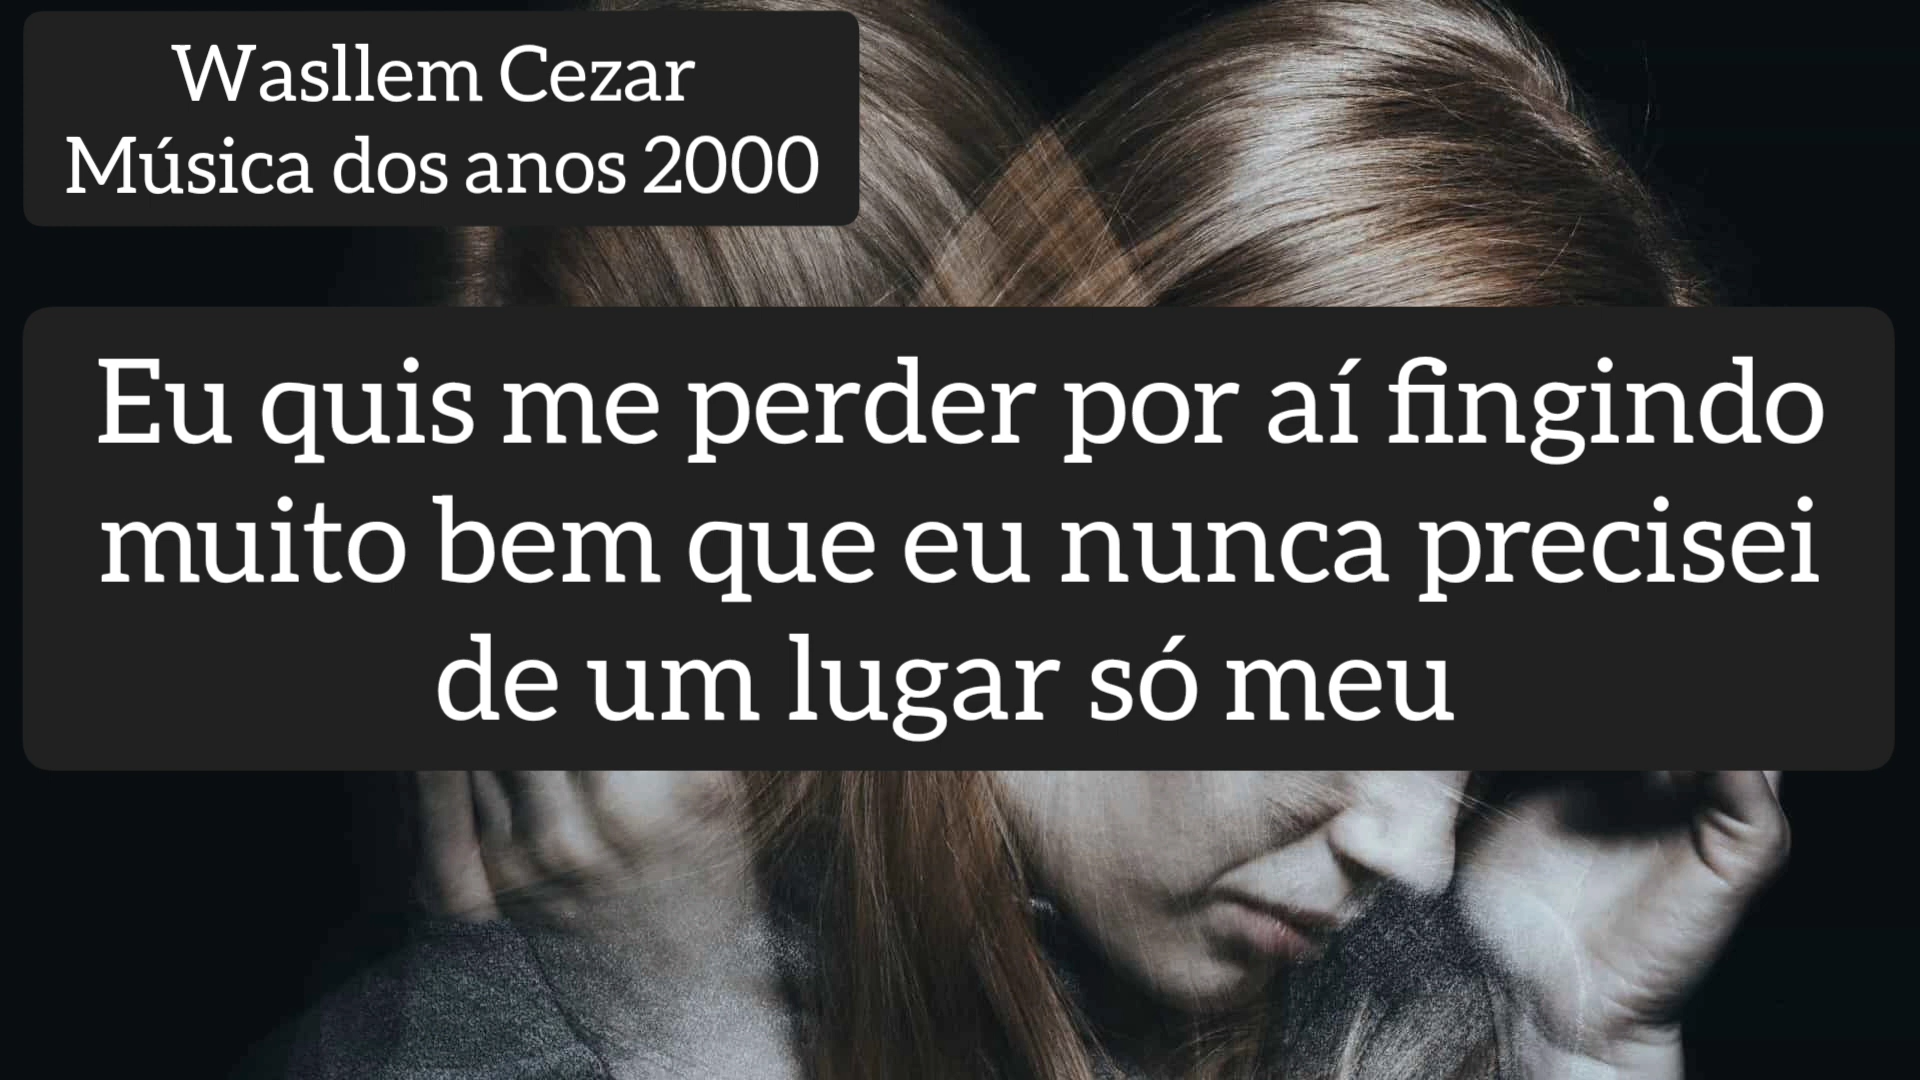 Wasllem Cezar
Música dos anos 2000
Eu quis me perder por aí fingindo
muito bem que eu nunca precisei
de um lugar só meu